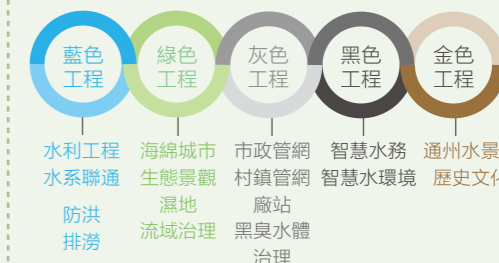 藍色
工程
綠色
工程
灰色
工程
黑色
工程
金色
工程
水利工程
水系聯通
防洪
排澇
海綿城市
生態景觀
濕地
流域治理
市政管網
村鎮管網
廠站
黑臭水體
治理
智慧水務
智慧水環境
通州水景
歷史文化